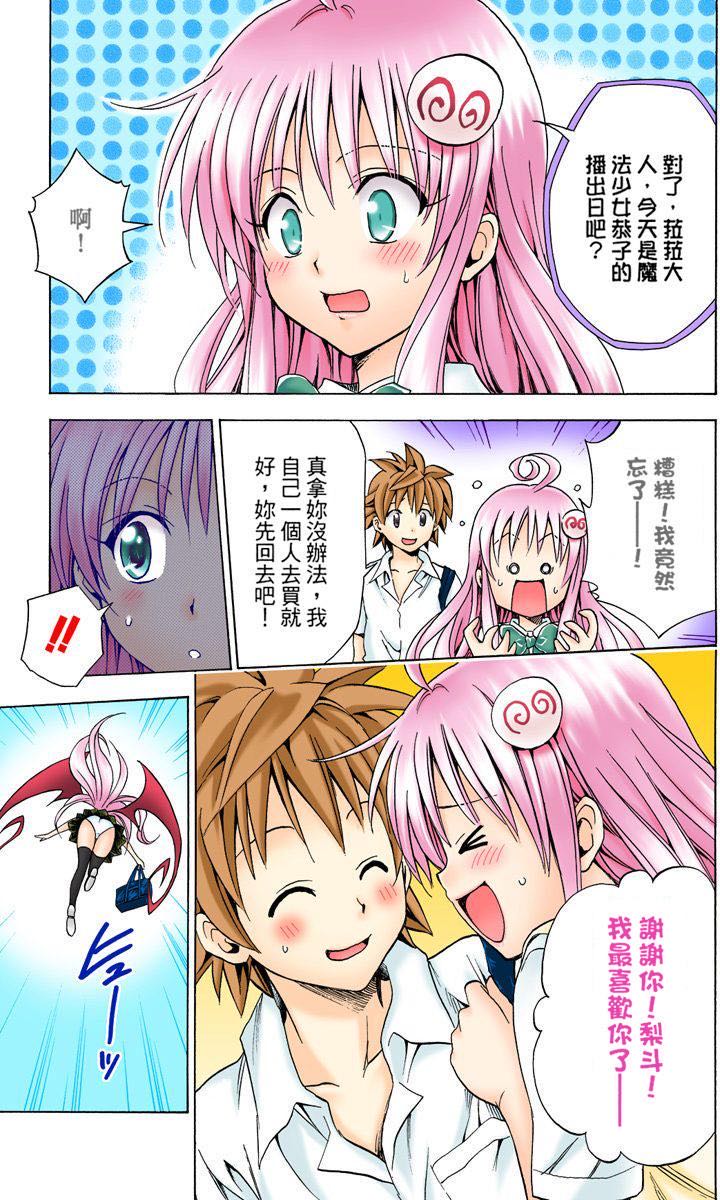 對了，菈菈大
人，今天是魔
法少女恭子的
播出日吧？
啊！
糟糕！我竟然
忘了——！
真拿妳沒辦法，我
自己一個人去買就
好，妳先回去吧！
!!
謝謝你！梨斗！
我最喜歡你了——
ピューーッ